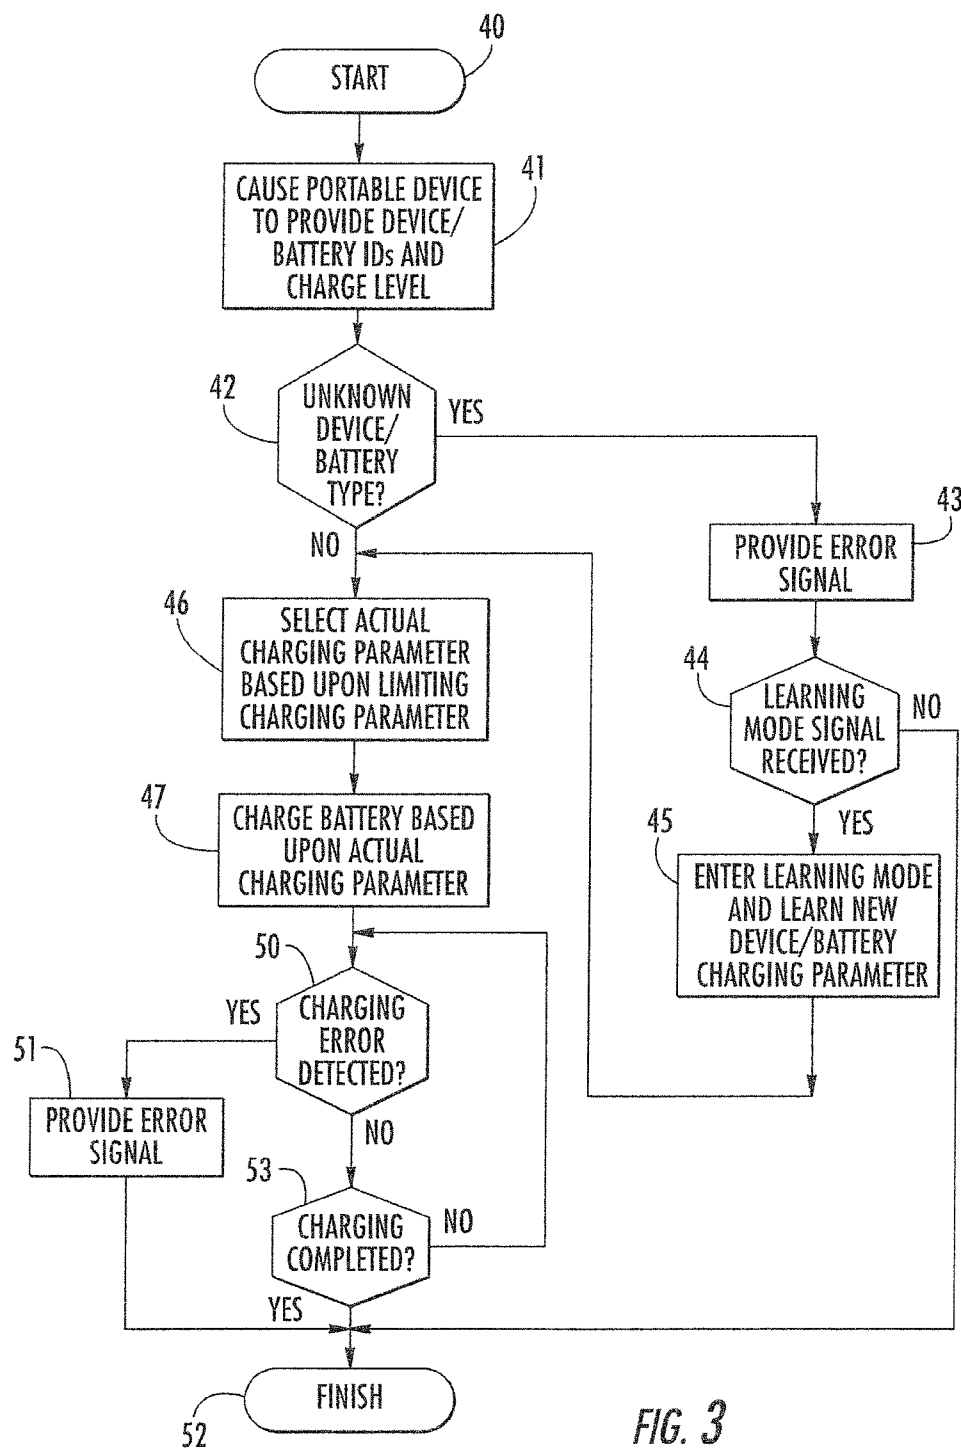 40
START
41
CAUSE PORTABLE DEVICE
TO PROVIDE DEVICE/
BATTERY IDs AND
CHARGE LEVEL
42
UNKNOWN
DEVICE/
BATTERY
TYPE?
YES
NO
43
PROVIDE ERROR
SIGNAL
44
LEARNING
MODE SIGNAL
RECEIVED?
NO
YES
45
ENTER LEARNING MODE
AND LEARN NEW
DEVICE/BATTERY
CHARGING PARAMETER
46
SELECT ACTUAL
CHARGING PARAMETER
BASED UPON LIMITING
CHARGING PARAMETER
47
CHARGE BATTERY BASED
UPON ACTUAL
CHARGING PARAMETER
50
CHARGING
ERROR
DETECTED?
YES
NO
51
PROVIDE ERROR
SIGNAL
53
CHARGING
COMPLETED?
NO
YES
FINISH
52
FIG. 3